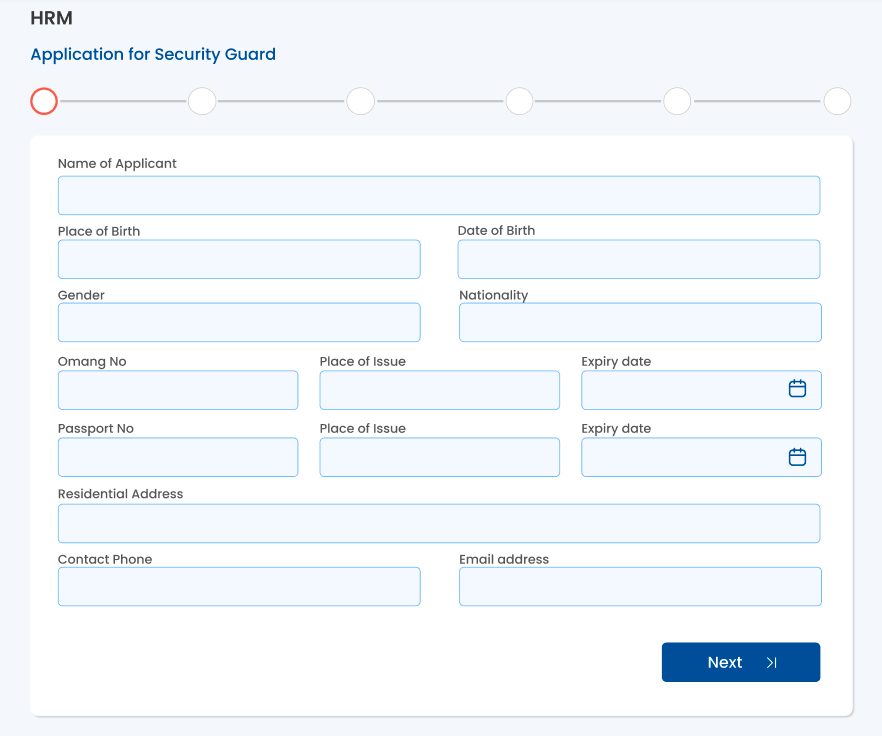 HRM
Application for Security Guard
Name of Applicant
Place of Birth Date of Birth
Gender Nationality
Omang No Place of Issue Expiry date
Passport No Place of Issue Expiry date
Residential Address
Contact Phone Email address
Next